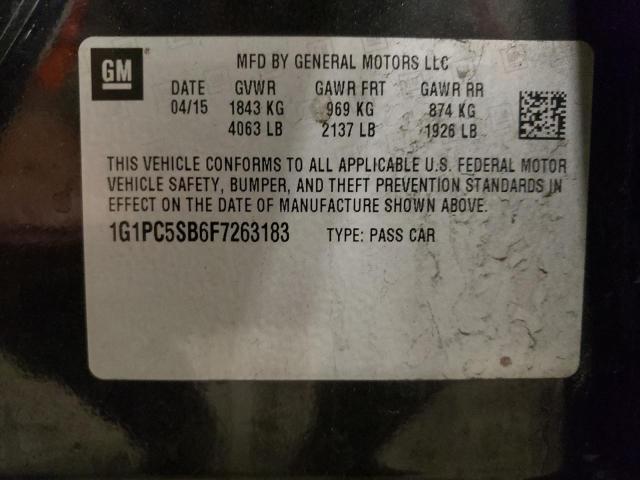 GM
MFD BY GENERAL MOTORS LLC
DATE GVWR GAWR FRT GAWR RR
04/15 1843 KG 969 KG 874 KG
4063 LB 2137 LB 1926 LB
THIS VEHICLE CONFORMS TO ALL APPLICABLE U.S. FEDERAL MOTOR
VEHICLE SAFETY, BUMPER, AND THEFT PREVENTION STANDARDS IN
EFFECT ON THE DATE OF MANUFACTURE SHOWN ABOVE.
1G1PC5SB6F7263183 TYPE: PASS CAR